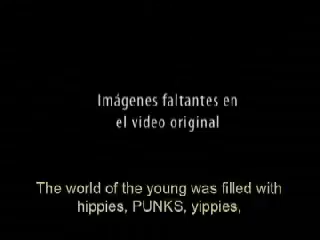 Imágenes faltantes en
el video original
The world of the young was filled with
hippies, PUNKS, yippies,